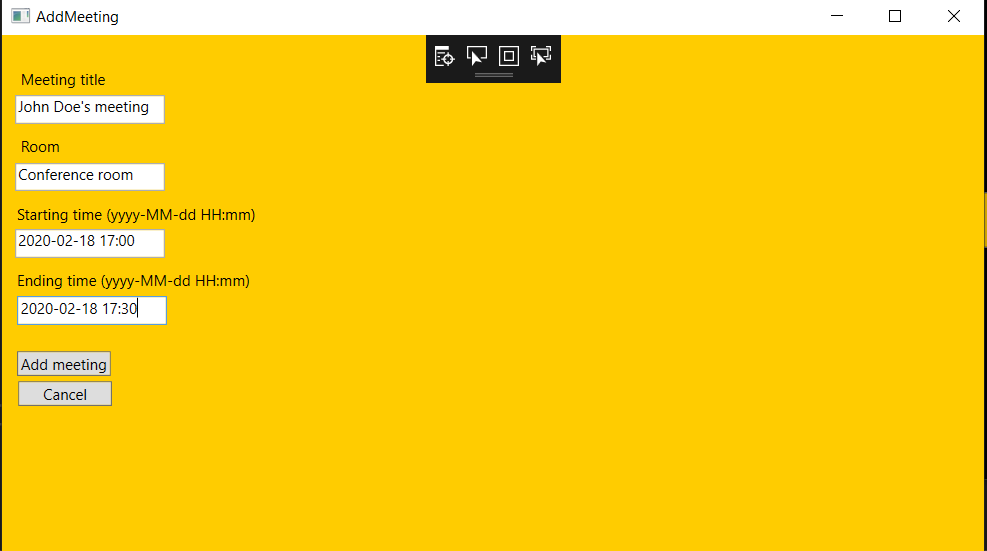 AddMeeting
Meeting title
John Doe's meeting
Room
Conference room
Starting time (yyyy-MM-dd HH:mm)
2020-02-18 17:00
Ending time (yyyy-MM-dd HH:mm)
2020-02-18 17:30
Add meeting
Cancel